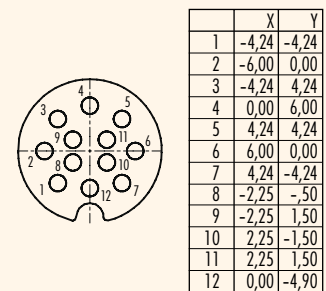 4
3
5
9
11
2
6
8
10
1
12
7
X Y
1 -4,24 -4,24
2 -6,00 0,00
3 -4,24 4,24
4 0,00 6,00
5 4,24 4,24
6 6,00 0,00
7 4,24 -4,24
8 -2,25 -,50
9 -2,25 1,50
10 2,25 -1,50
11 2,25 1,50
12 0,00 -4,90